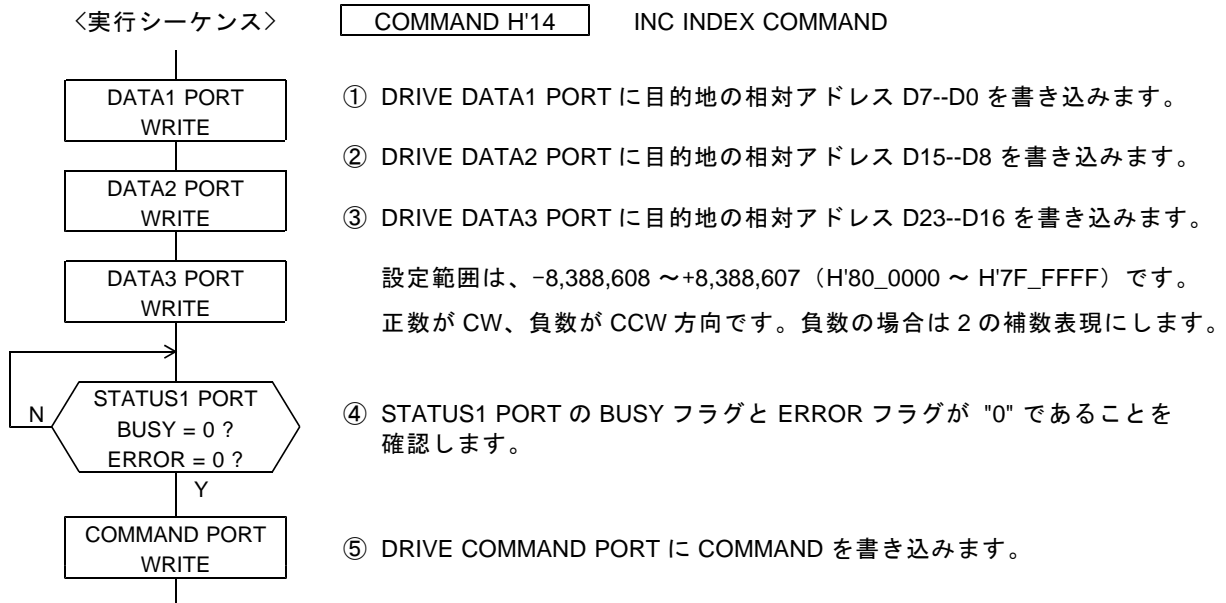 〈実行シーケンス〉 COMMAND H'14 INC INDEX COMMAND
DATA1 PORT
WRITE
① DRIVE DATA1 PORT に目的地の相対アドレス D7--D0 を書き込みます。
DATA2 PORT
WRITE
② DRIVE DATA2 PORT に目的地の相対アドレス D15--D8 を書き込みます。
DATA3 PORT
WRITE
③ DRIVE DATA3 PORT に目的地の相対アドレス D23--D16 を書き込みます。
設定範囲は、−8,388,608 ～+8,388,607（H'80_0000 ～ H'7F_FFFF）です。
正数が CW、負数が CCW 方向です。負数の場合は 2 の補数表現にします。
N
STATUS1 PORT
BUSY = 0 ?
ERROR = 0 ?
Y
④ STATUS1 PORT の BUSY フラグと ERROR フラグが "0" であることを
確認します。
COMMAND PORT
WRITE
⑤ DRIVE COMMAND PORT に COMMAND を書き込みます。